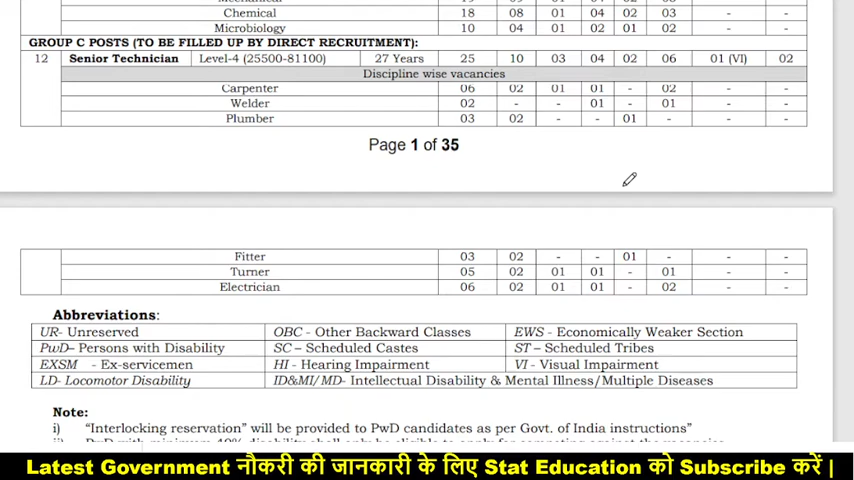 Chemical 18 08 01 04 02 03 - -
Microbiology 10 04 01 02 01 02 - -
GROUP C POSTS (TO BE FILLED UP BY DIRECT RECRUITMENT):
12 Senior Technician Level-4 (25500-81100) 27 Years 25 10 03 04 02 06 01 (VI) 02
Discipline wise vacancies
Carpenter 06 02 01 01 - 02 - -
Welder 02 - - 01 - 01 - -
Plumber 03 02 - - 01 - -
Page 1 of 35
Fitter 03 02 - - 01 - - -
Turner 05 02 01 01 - 01 - -
Electrician 06 02 01 01 - 02 - -
Abbreviations:
UR- Unreserved OBC - Other Backward Classes EWS - Economically Weaker Section
PwD– Persons with Disability SC – Scheduled Castes ST – Scheduled Tribes
EXSM - Ex-servicemen HI - Hearing Impairment VI - Visual Impairment
LD- Locomotor Disability ID&MI/MD- Intellectual Disability & Mental Illness/Multiple Diseases
Note:
i) “Interlocking reservation” will be provided to PwD candidates as per Govt. of India instructions”
Latest Government नौकरी की जानकारी के लिए Stat Education को Subscribe करें |